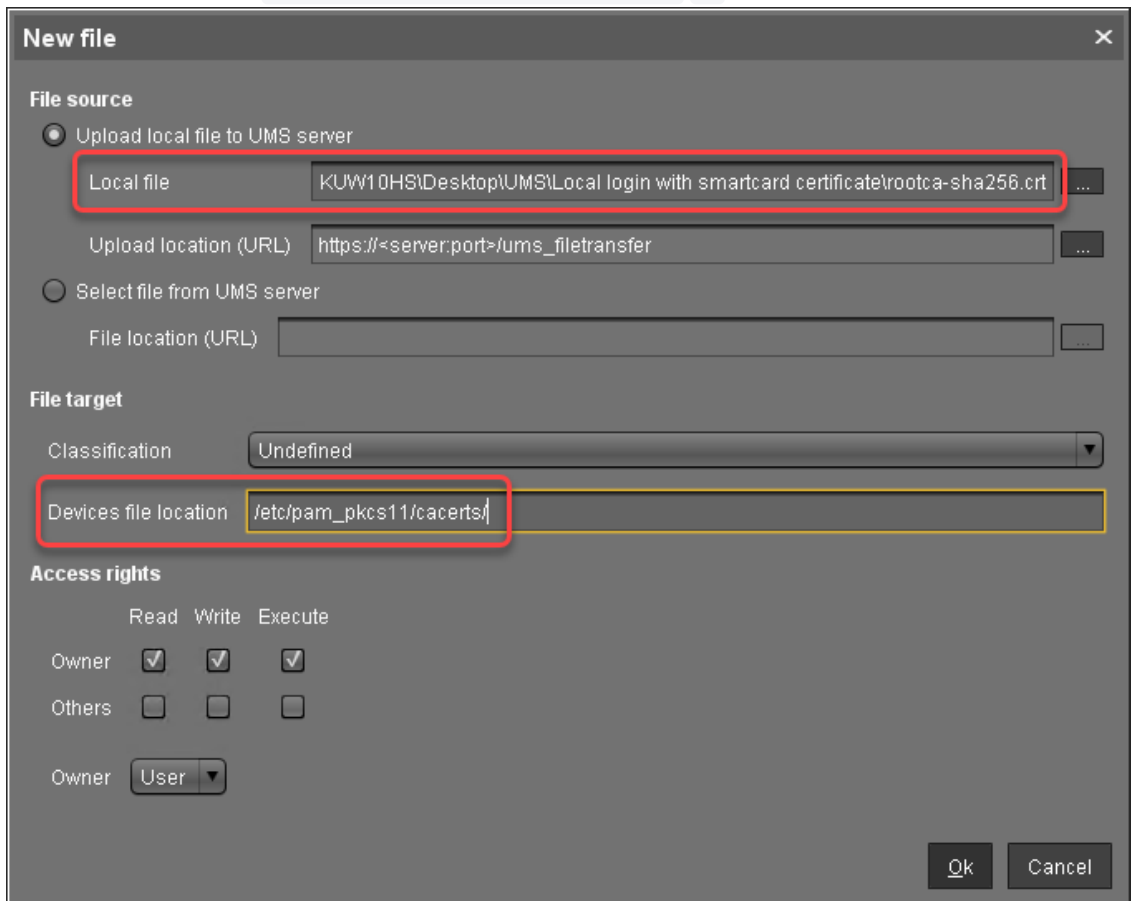 New file
File source
Upload local file to UMS server
Local file KUW10HS\Desktop\UMS\Local login with smartcard certificate\rootca-sha256.crt ...
Upload location (URL) https://<server:port>/ums_filetransfer ...
Select file from UMS server
File location (URL) ...
File target
Classification Undefined
Devices file location /etc/pam_pkcs11/cacerts/
Access rights
Read Write Execute
Owner
Others
Owner User
Ok Cancel